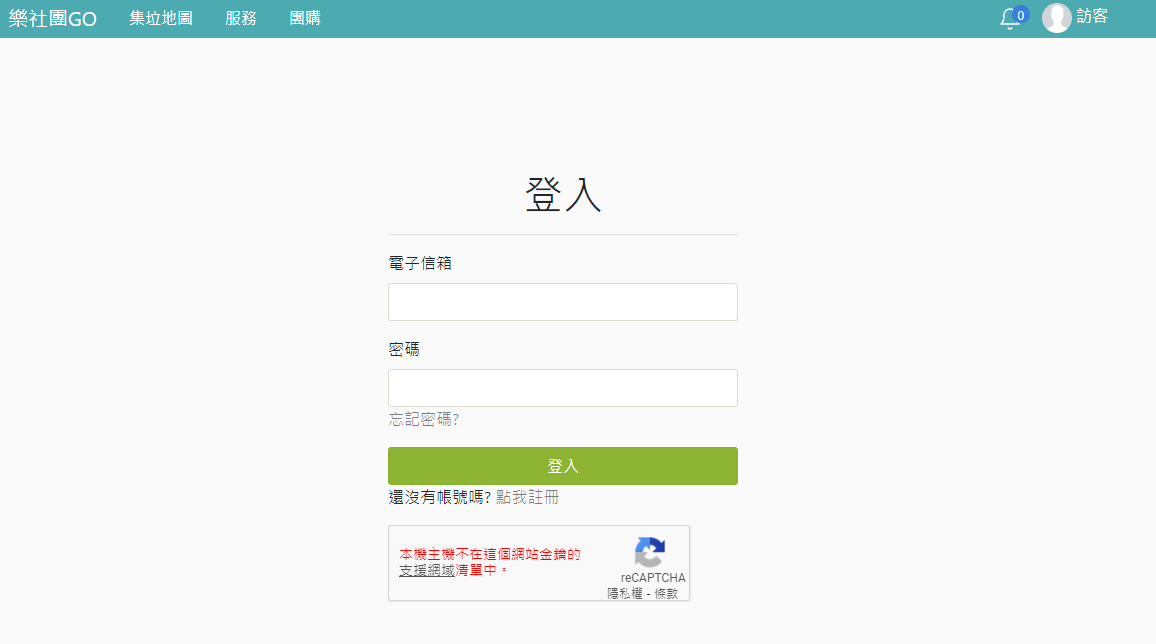 樂社團GO 集垃地圖 服務 團購 0 訪客
登入
電子信箱
密碼
忘記密碼?
登入
還沒有帳號嗎? 點我註冊
本機主機不在這個網站金鑰的
支援網域清單中。
reCAPTCHA
隱私權 - 條款